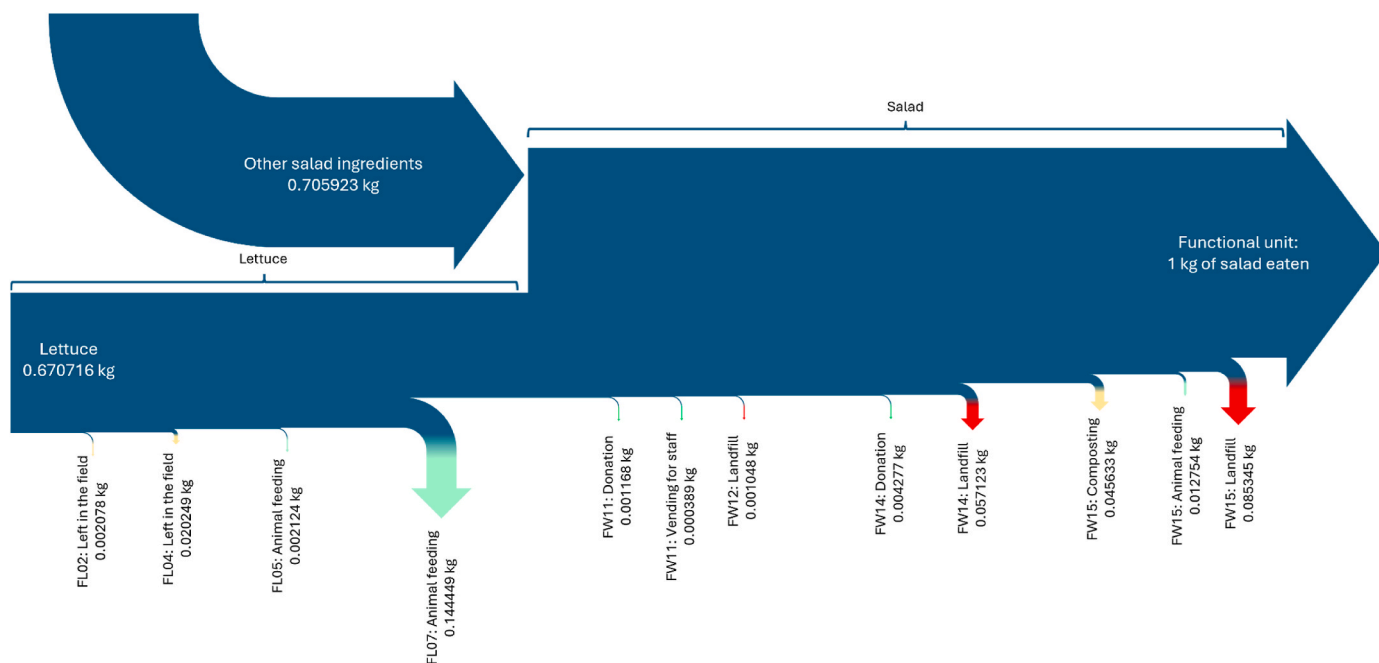 Salad
Other salad ingredients
0.705923 kg
Functional unit:
1 kg of salad eaten
Lettuce
Lettuce
0.670716 kg
FL02: Left in the field
0.002078 kg
FL04: Left in the field
0.020249 kg
FL05: Animal feeding
0.002124 kg
FL07: Animal feeding
0.144449 kg
FW11: Donation
0.001168 kg
FW11: Vending for staff
0.000389 kg
FW12: Landfill
0.001048 kg
FW14: Donation
0.004277 kg
FW14: Landfill
0.057123 kg
FW15: Composting
0.045633 kg
FW15: Animal feeding
0.012754 kg
FW15: Landfill
0.085345 kg